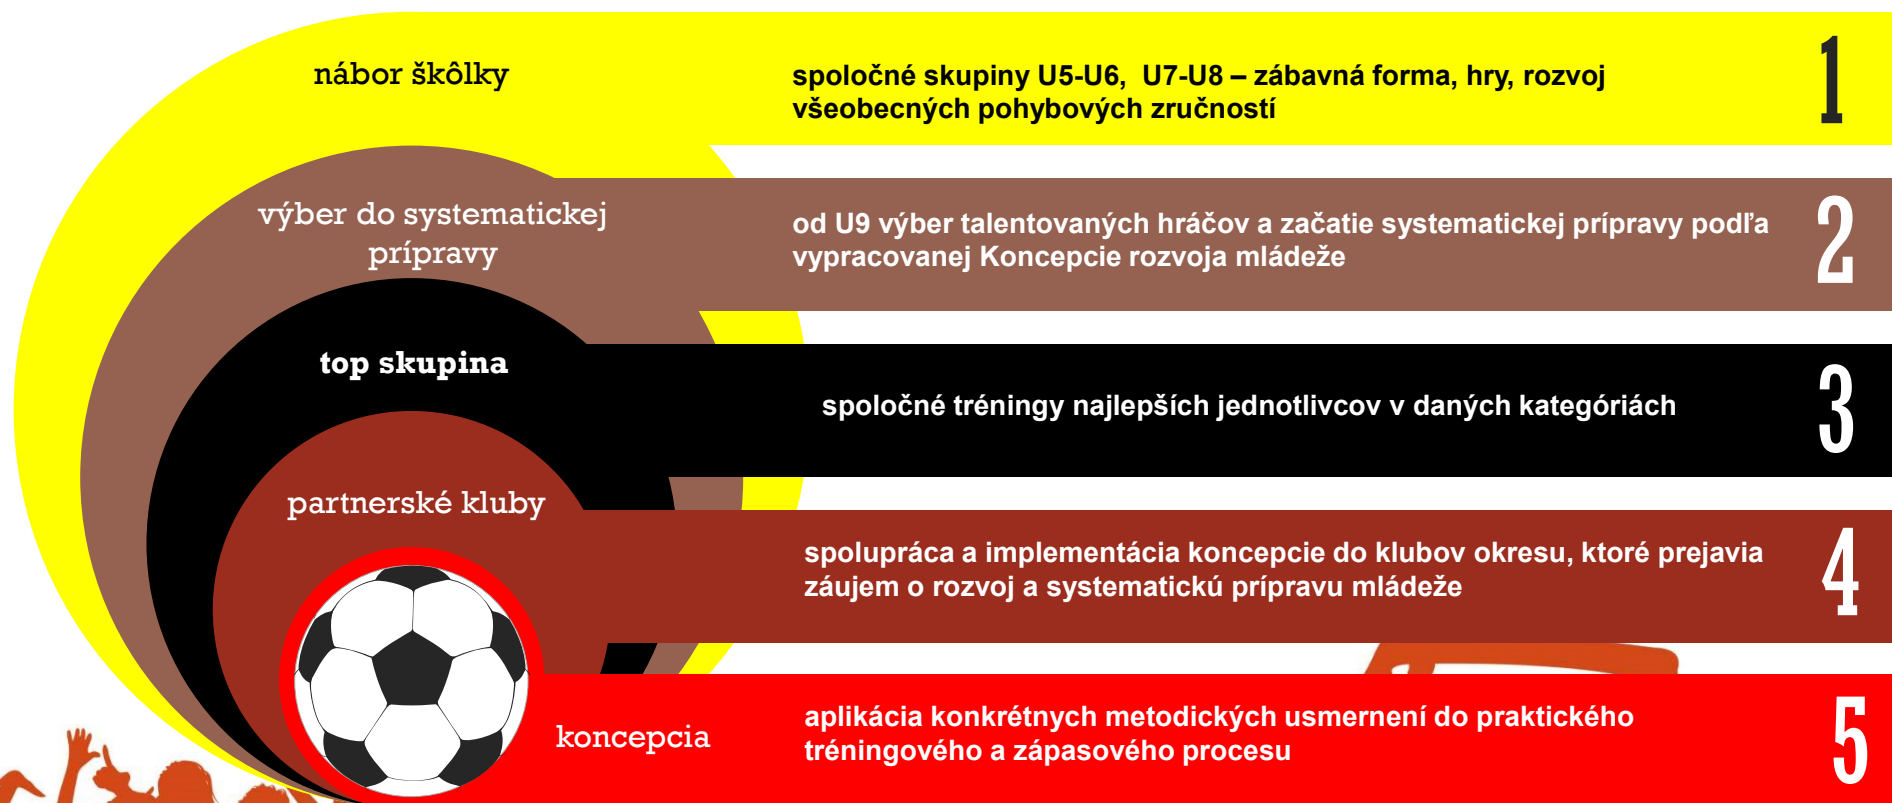 nábor škôlky
spoločné skupiny U5-U6, U7-U8 – zábavná forma, hry, rozvoj
všeobecných pohybových zručností
1
výber do systematickej
prípravy
od U9 výber talentovaných hráčov a začatie systematickej prípravy podľa
vypracovanej Koncepcie rozvoja mládeže
2
top skupina
spoločné tréningy najlepších jednotlivcov v daných kategóriách
3
partnerské kluby
spolupráca a implementácia koncepcie do klubov okresu, ktoré prejavia
záujem o rozvoj a systematickú prípravu mládeže
4
koncepcia
aplikácia konkrétnych metodických usmernení do praktického
tréningového a zápasového procesu
5